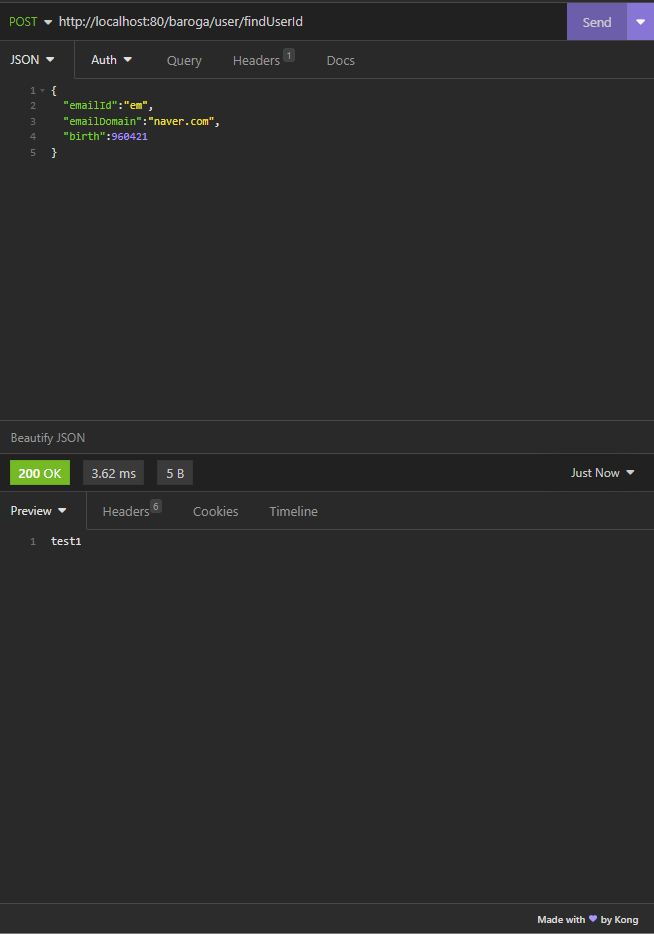 POST http://localhost:80/baroga/user/findUserId Send
JSON Auth Query Headers 1 Docs
1 {
2 "emailId":"em",
3 "emailDomain":"naver.com",
4 "birth":960421
5 }
Beautify JSON
200 OK 3.62 ms 5 B Just Now
Preview Headers 6 Cookies Timeline
1 test1
Made with ♥ by Kong